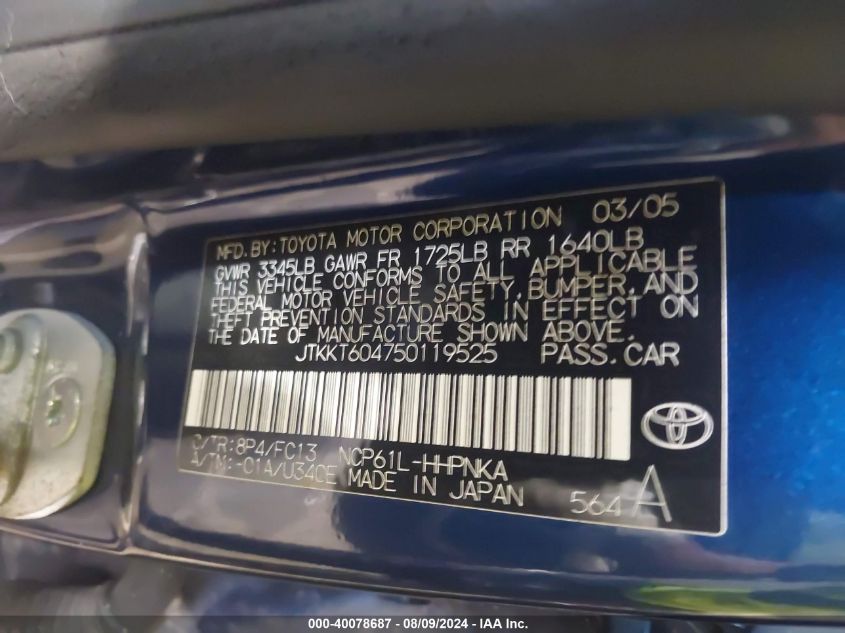 MFD. BY: TOYOTA MOTOR CORPORATION 03/05
GVWR 3345LB GAWR FR 1725LB RR 1640LB
THIS VEHICLE CONFORMS TO ALL APPLICABLE
FEDERAL MOTOR VEHICLE SAFETY, BUMPER, AND
THEFT PREVENTION STANDARDS IN EFFECT ON
THE DATE OF MANUFACTURE SHOWN ABOVE.
JTKKT604750119525 PASS. CAR
C/TR: 8P4/FC13 NCP61L-HHPNKA
A/TM: -01A/U340E MADE IN JAPAN 564 A
000-40078687 - 08/09/2024 - IAA Inc.